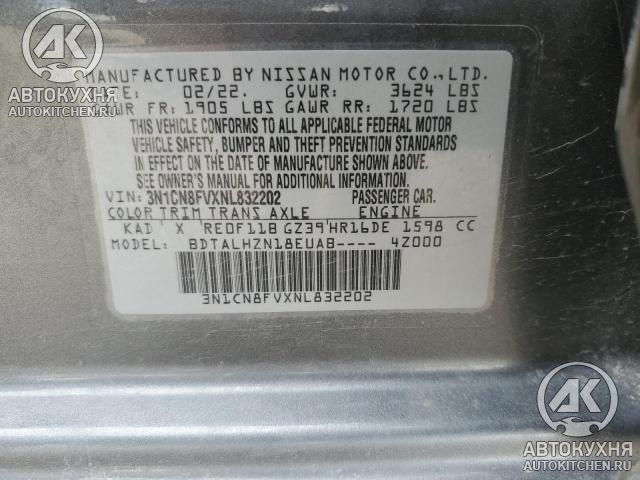 MANUFACTURED BY NISSAN MOTOR CO., LTD.
E: 02/22. GVWR: 3624 LBS
WR FR: 1905 LBS GAWR RR: 1720 LBS
THIS VEHICLE CONFORMS TO ALL APPLICABLE FEDERAL MOTOR
VEHICLE SAFETY, BUMPER AND THEFT PREVENTION STANDARDS
IN EFFECT ON THE DATE OF MANUFACTURE SHOWN ABOVE.
SEE OWNER'S MANUAL FOR ADDITIONAL INFORMATION.
VIN: 3N1CN8FVXNL832202 PASSENGER CAR.
COLOR TRIM TRANS AXLE ENGINE
KAD X RE0F11B GZ39 HR16DE 1598 CC
MODEL BDTALHZN18EUAB---- 4Z000
3N1CN8FVXNL832202
AK
АВТОКУХНЯ
AUTOKITCHEN.RU
AK
АВТОКУХНЯ
AUTOKITCHEN.RU